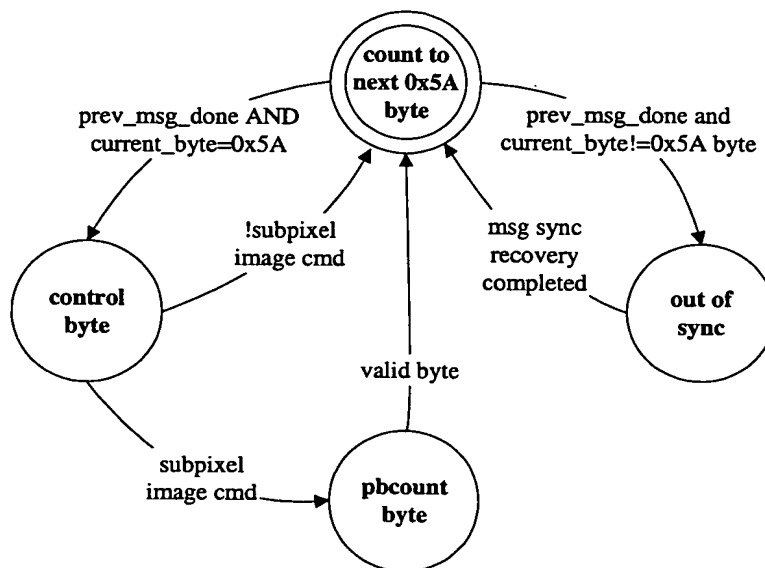 count to
next 0x5A
byte
prev_msg_done AND
current_byte=0x5A
prev_msg_done and
current_byte!=0x5A byte
!subpixel
image cmd
msg sync
recovery
completed
control
byte
out of
sync
valid byte
subpixel
image cmd
pbcount
byte